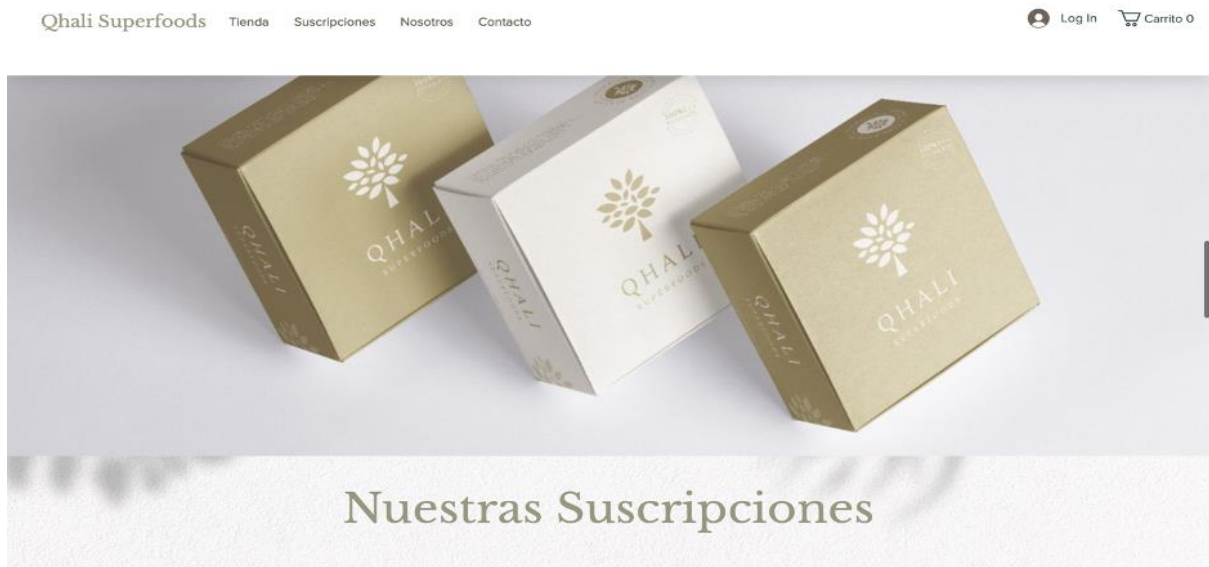 Qhali Superfoods Tienda Suscripciones Nosotros Contacto Log In Carrito 0
QHAL
SUPERFOODS
QHALI
QHALI
SUPERFOODS
QHALI
QHALI
SUPERFOODS
QHALI
Nuestras Suscripciones